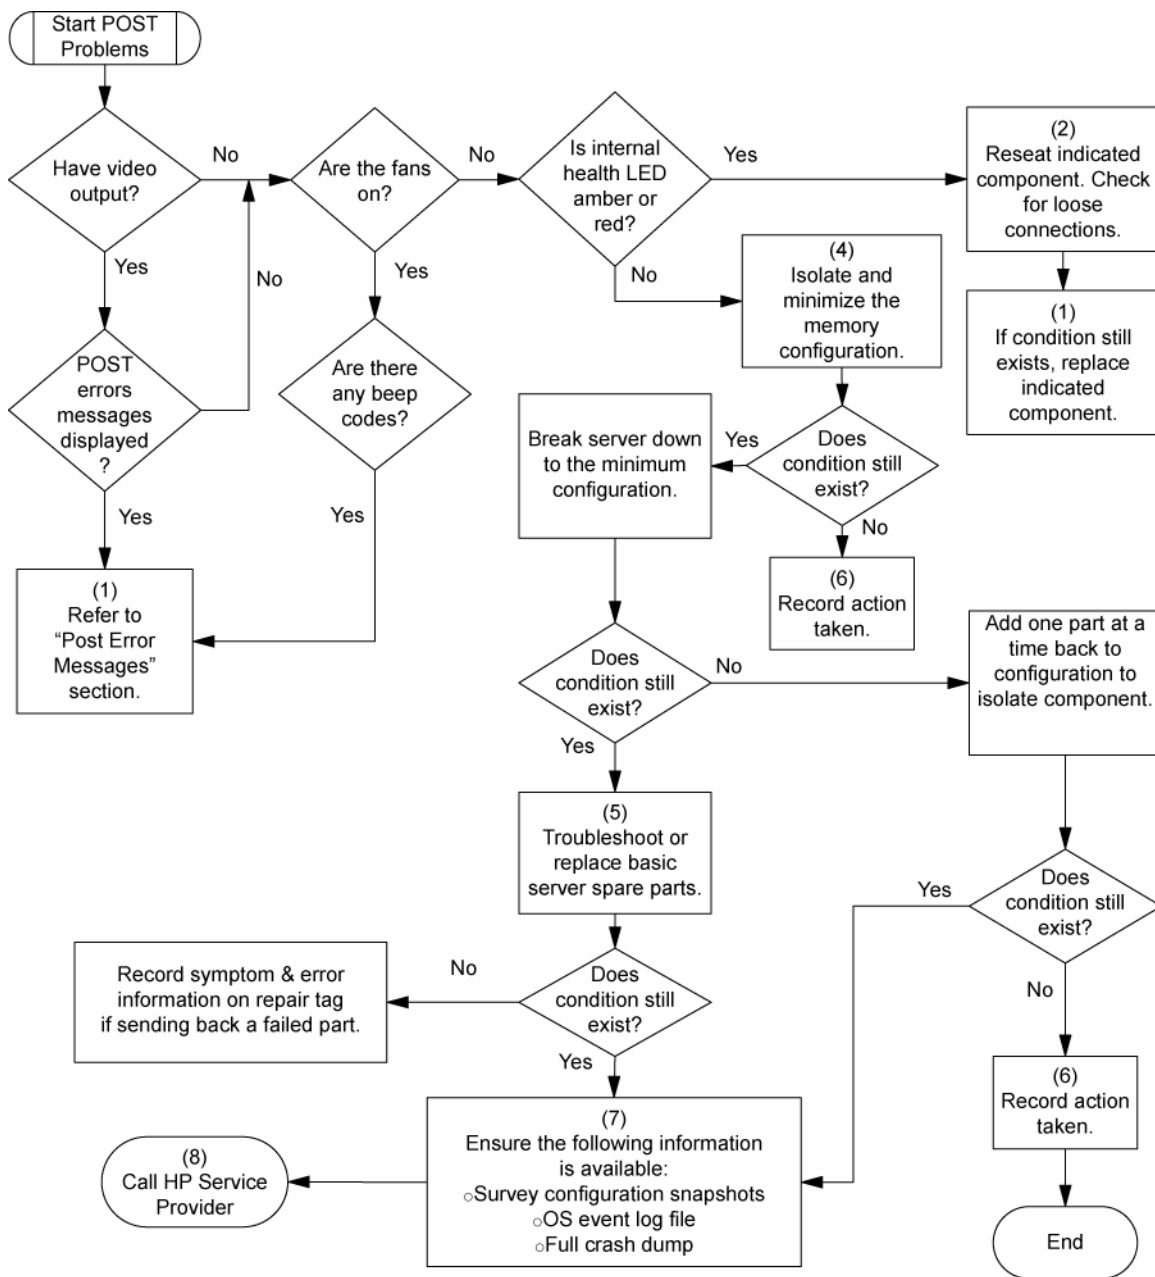 Start POST
Problems
Have video
output?
No
Yes
POST
errors
messages
displayed
?
No
Yes
(1)
Refer to
“Post Error
Messages”
section.
Are the fans
on?
No
Yes
Are there
any beep
codes?
Yes
Is internal
health LED
amber or
red?
Yes
No
(2)
Reseat indicated
component. Check
for loose
connections.
(1)
If condition still
exists, replace
indicated
component.
(4)
Isolate and
minimize the
memory
configuration.
Does
condition still
exist?
Yes
No
(6)
Record action
taken.
Break server down
to the minimum
configuration.
Does
condition still
exist?
No
Yes
Add one part at a
time back to
configuration to
isolate component.
Does
condition still
exist?
Yes
No
(6)
Record action
taken.
End
(5)
Troubleshoot or
replace basic
server spare parts.
Does
condition still
exist?
No
Yes
Record symptom & error
information on repair tag
if sending back a failed part.
(7)
Ensure the following information
is available:
○Survey configuration snapshots
○OS event log file
○Full crash dump
(8)
Call HP Service
Provider